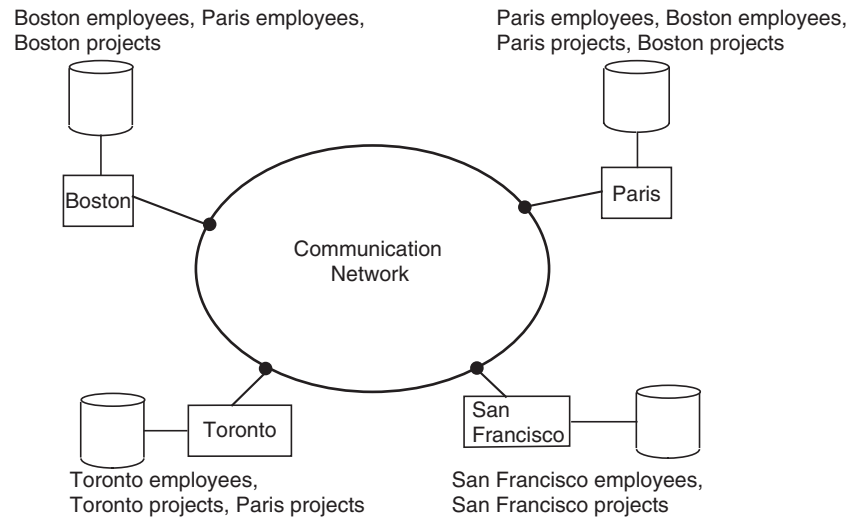 Boston employees, Paris employees,
Boston projects
Paris employees, Boston employees,
Paris projects, Boston projects
Boston
Paris
Communication
Network
Toronto
San
Francisco
Toronto employees,
Toronto projects, Paris projects
San Francisco employees,
San Francisco projects